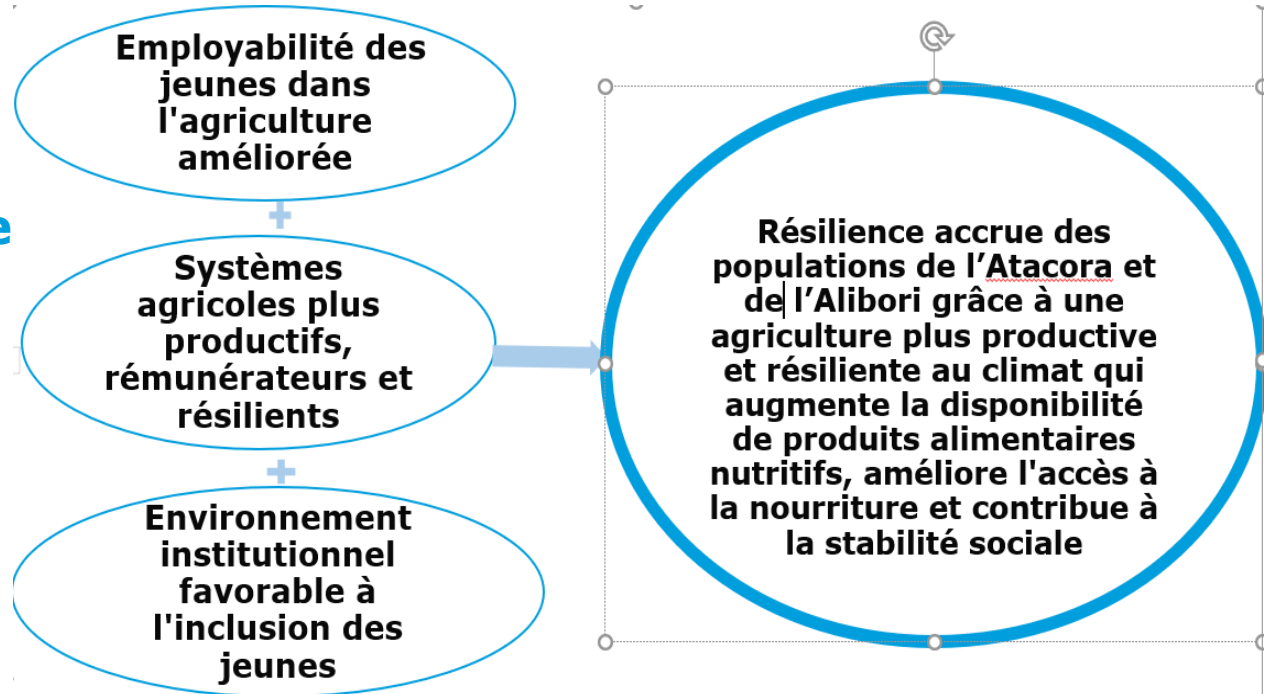 Employabilité des
jeunes dans
l'agriculture
améliorée
Systèmes
agricoles plus
productifs,
rémunérateurs et
résilients
Environnement
institutionnel
favorable à
l'inclusion des
jeunes
Résilience accrue des
populations de l’Atacora et
de l’Alibori grâce à une
agriculture plus productive
et résiliente au climat qui
augmente la disponibilité
de produits alimentaires
nutritifs, améliore l'accès à
la nourriture et contribue à
la stabilité sociale